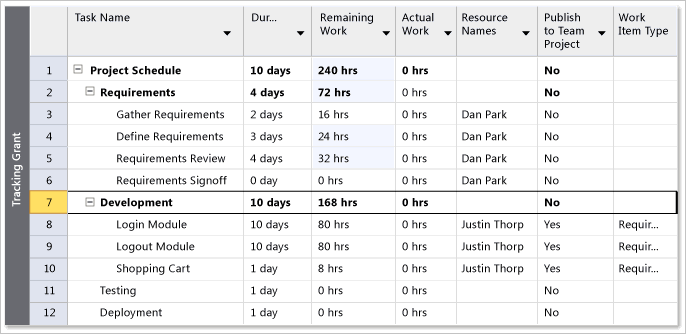 Task Name Dur... Remaining Work Actual Work Resource Names Publish to Team Project Work Item Type
Tracking Grant
1 Project Schedule 10 days 240 hrs 0 hrs No
2 Requirements 4 days 72 hrs 0 hrs No
3 Gather Requirements 2 days 16 hrs 0 hrs Dan Park No
4 Define Requirements 3 days 24 hrs 0 hrs Dan Park No
5 Requirements Review 4 days 32 hrs 0 hrs Dan Park No
6 Requirements Signoff 0 day 0 hrs 0 hrs Dan Park No
7 Development 10 days 168 hrs 0 hrs No
8 Login Module 10 days 80 hrs 0 hrs Justin Thorp Yes Requir...
9 Logout Module 10 days 80 hrs 0 hrs Justin Thorp Yes Requir...
10 Shopping Cart 1 day 8 hrs 0 hrs Justin Thorp Yes Requir...
11 Testing 1 day 0 hrs 0 hrs No
12 Deployment 1 day 0 hrs 0 hrs No